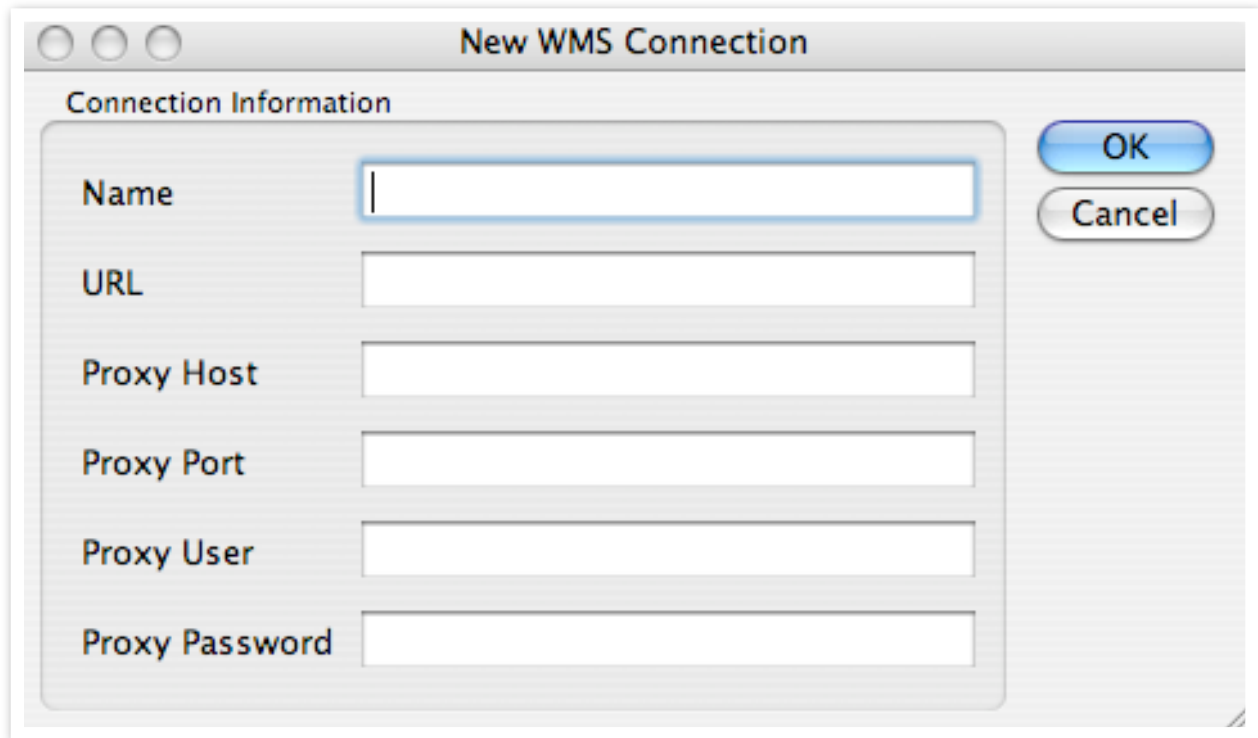 New WMS Connection
Connection Information
OK
Name
Cancel
URL
Proxy Host
Proxy Port
Proxy User
Proxy Password